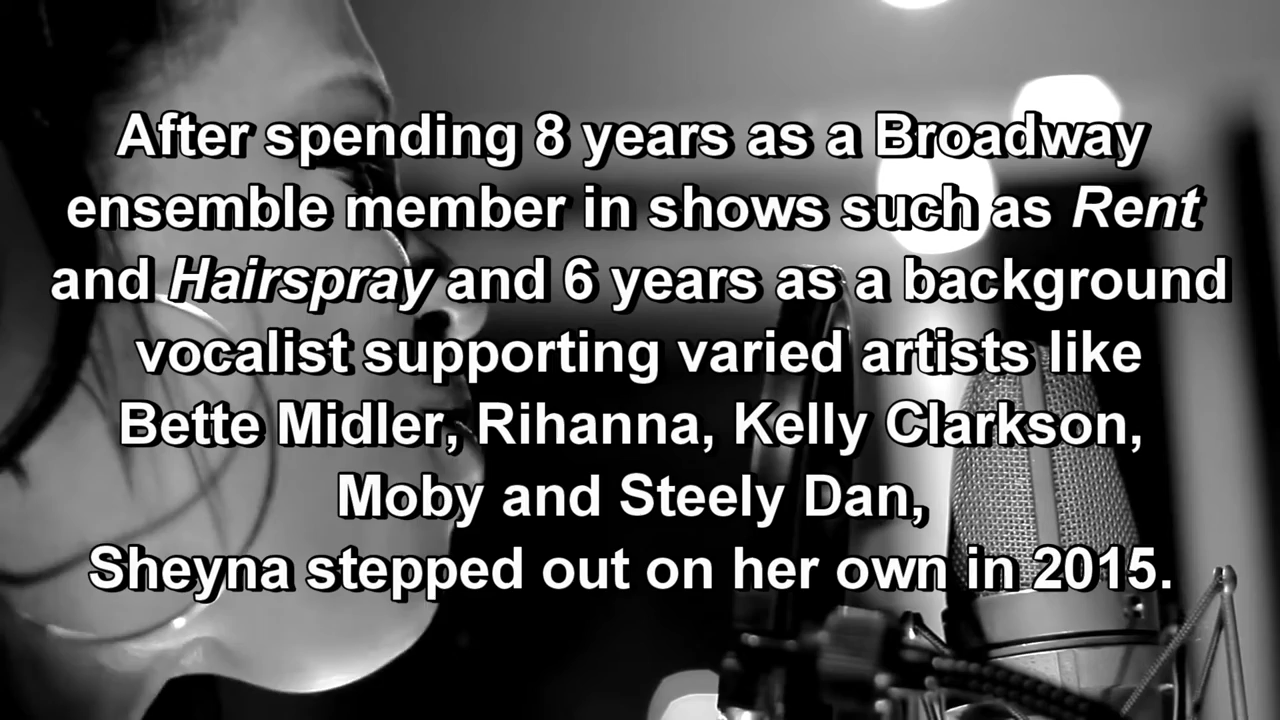 After spending 8 years as a Broadway
ensemble member in shows such as Rent
and Hairspray and 6 years as a background
vocalist supporting varied artists like
Bette Midler, Rihanna, Kelly Clarkson,
Moby and Steely Dan,
Sheyna stepped out on her own in 2015.